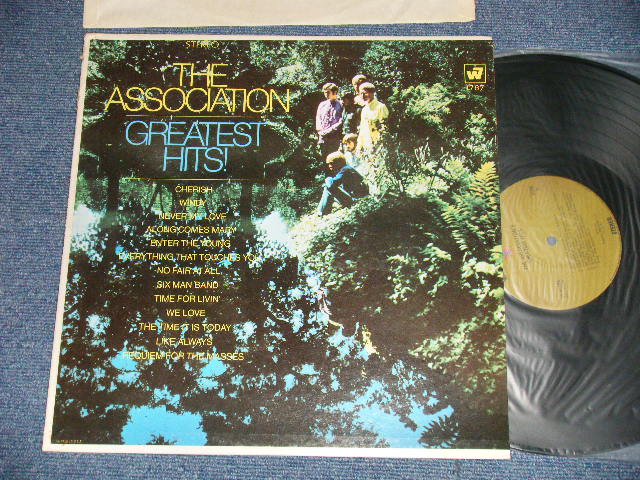 STEREO
THE
ASSOCIATION
GREATEST
HITS!
W7
1767
CHERISH
WINDY
NEVER MY LOVE
ALONG COMES MARY
ENTER THE YOUNG
EVERYTHING THAT TOUCHES YOU
NO FAIR AT ALL
SIX MAN BAND
TIME FOR LIVIN'
WE LOVE
THE TIME IT IS TODAY
LIKE ALWAYS
REQUIEM FOR THE MASSES